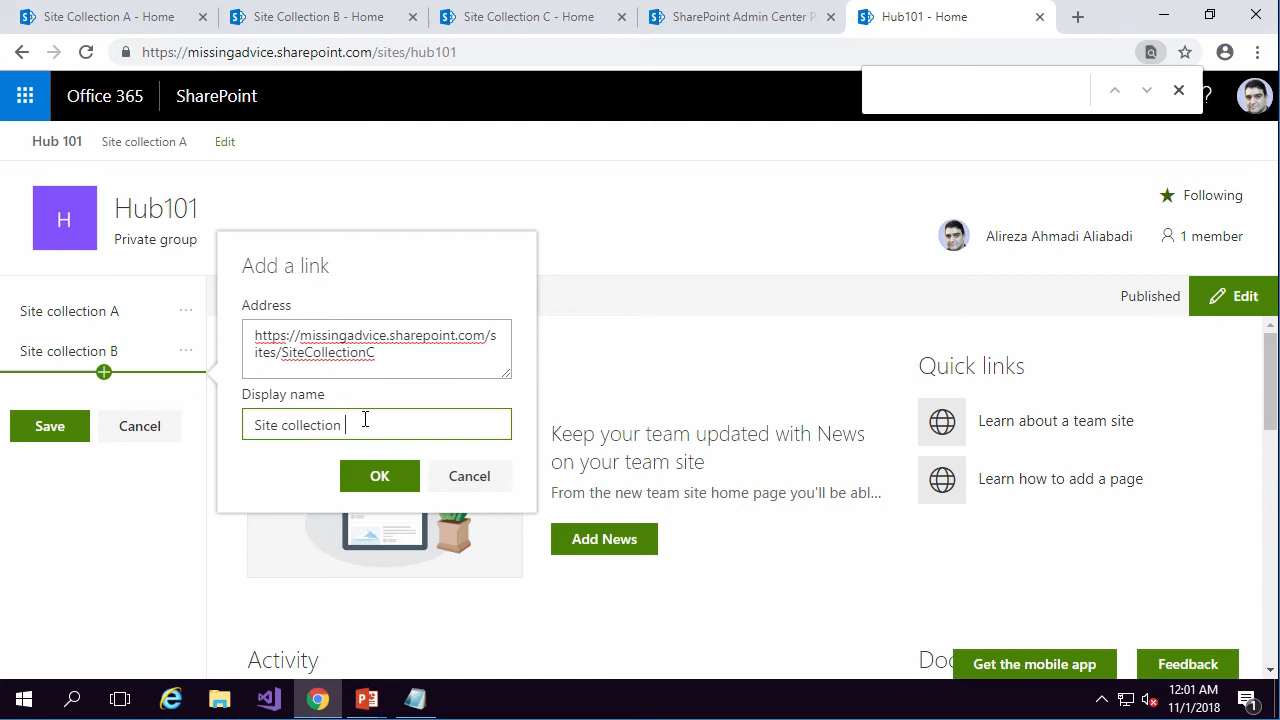 Site Collection A - Home
Site Collection B - Home
Site Collection C - Home
SharePoint Admin Center P
Hub101 - Home
https://missingadvice.sharepoint.com/sites/hub101
Office 365
SharePoint
?
Hub 101
Site collection A
Edit
H
Hub101
Private group
Following
Alireza Ahmadi Aliabadi
1 member
Published
Edit
Site collection A
Site collection B
Save
Cancel
Add a link
Address
https://missingadvice.sharepoint.com/s
ites/SiteCollectionC
Display name
Site collection
OK
Cancel
Keep your team updated with News
on your team site
From the new team site home page you'll be abl...
Add News
Quick links
Learn about a team site
Learn how to add a page
Activity
Doc
Get the mobile app
Feedback
12:01 AM
11/1/2018
1